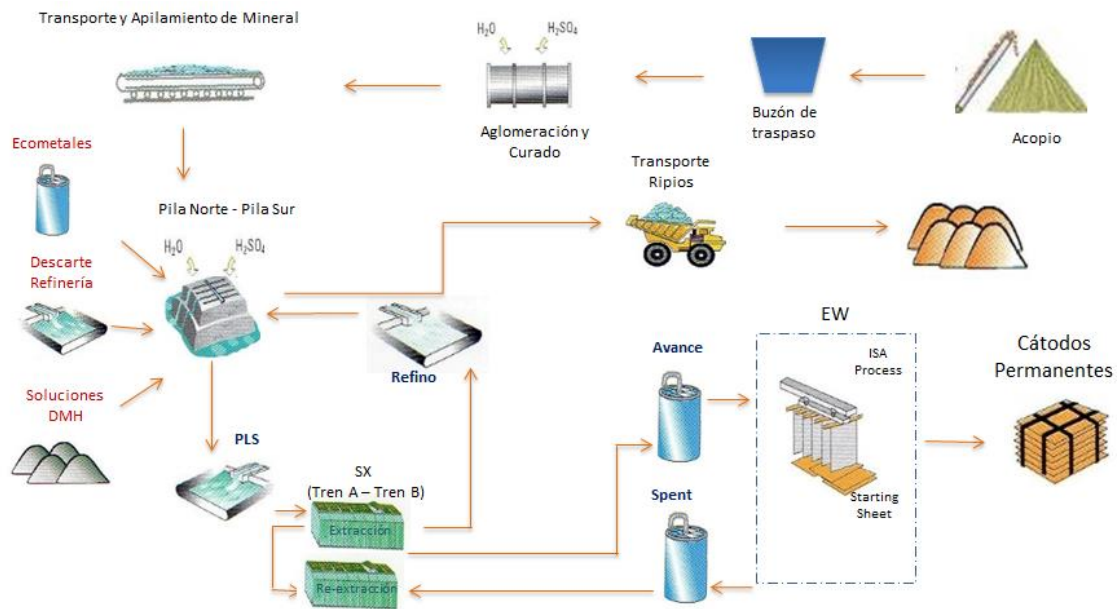 Transporte y Apilamiento de Mineral
H₂O
H₂SO₄
Aglomeración y
Curado
Buzón de
traspaso
Acopio
Ecometales
Pila Norte - Pila Sur
H₂O
H₂SO₄
Transporte
Ripios
Descarte
Refinería
Refino
Soluciones
DMH
PLS
SX
(Tren A – Tren B)
Extracción
Re-extracción
Avance
Spent
EW
ISA
Process
Starting
Sheet
Cátodos
Permanentes